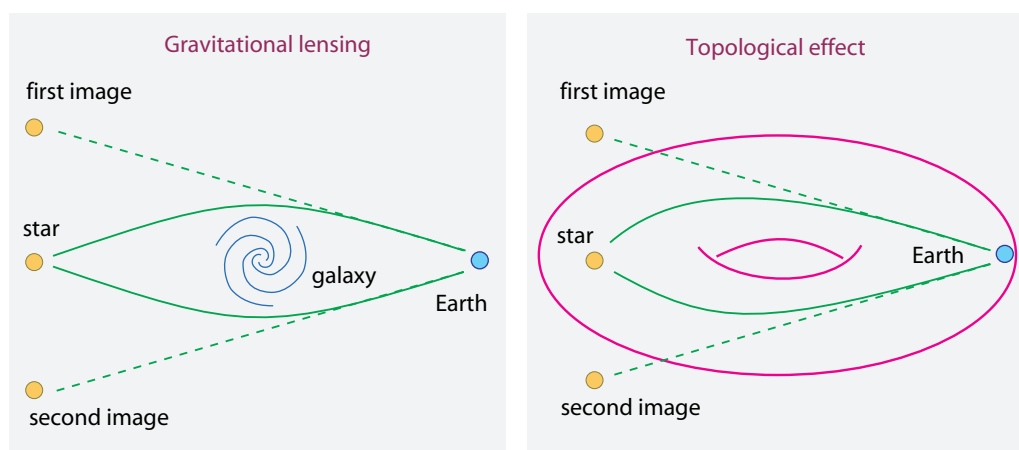 Gravitational lensing
first image
star
galaxy
Earth
second image
Topological effect
first image
star
Earth
second image